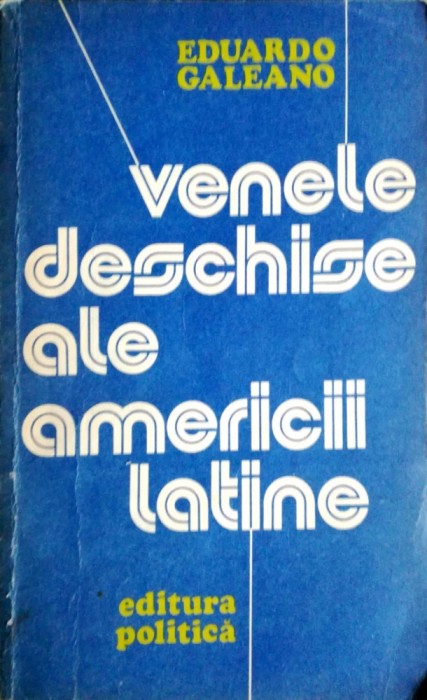 EDUARDO
GALEANO
venele
deschise
ale
americii
latine
editura
politică